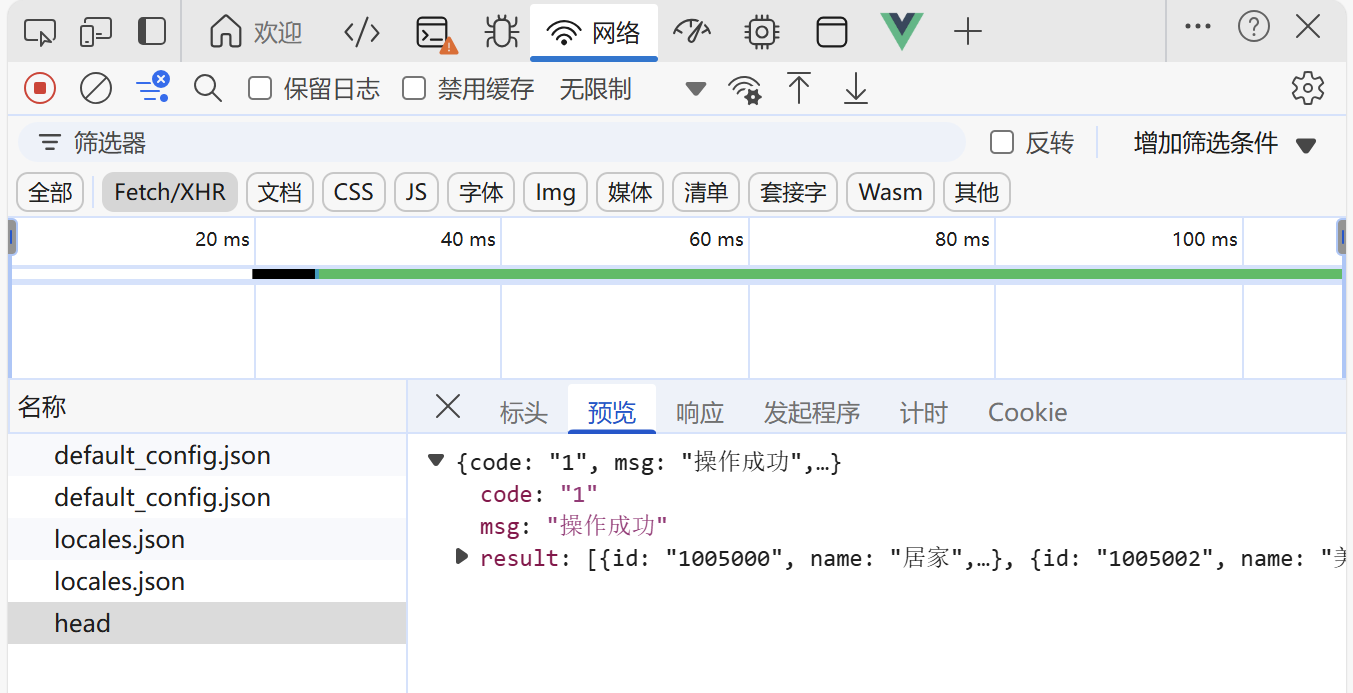 欢迎 网络
保留日志 禁用缓存 无限制
筛选器 反转 增加筛选条件
全部 Fetch/XHR 文档 CSS JS 字体 Img 媒体 清单 套接字 Wasm 其他
20 ms 40 ms 60 ms 80 ms 100 ms
名称 标头 预览 响应 发起程序 计时 Cookie
default_config.json
default_config.json
locales.json
locales.json
head
{code: "1", msg: "操作成功",…}
code: "1"
msg: "操作成功"
result: [{id: "1005000", name: "居家",…}, {id: "1005002", name: "美